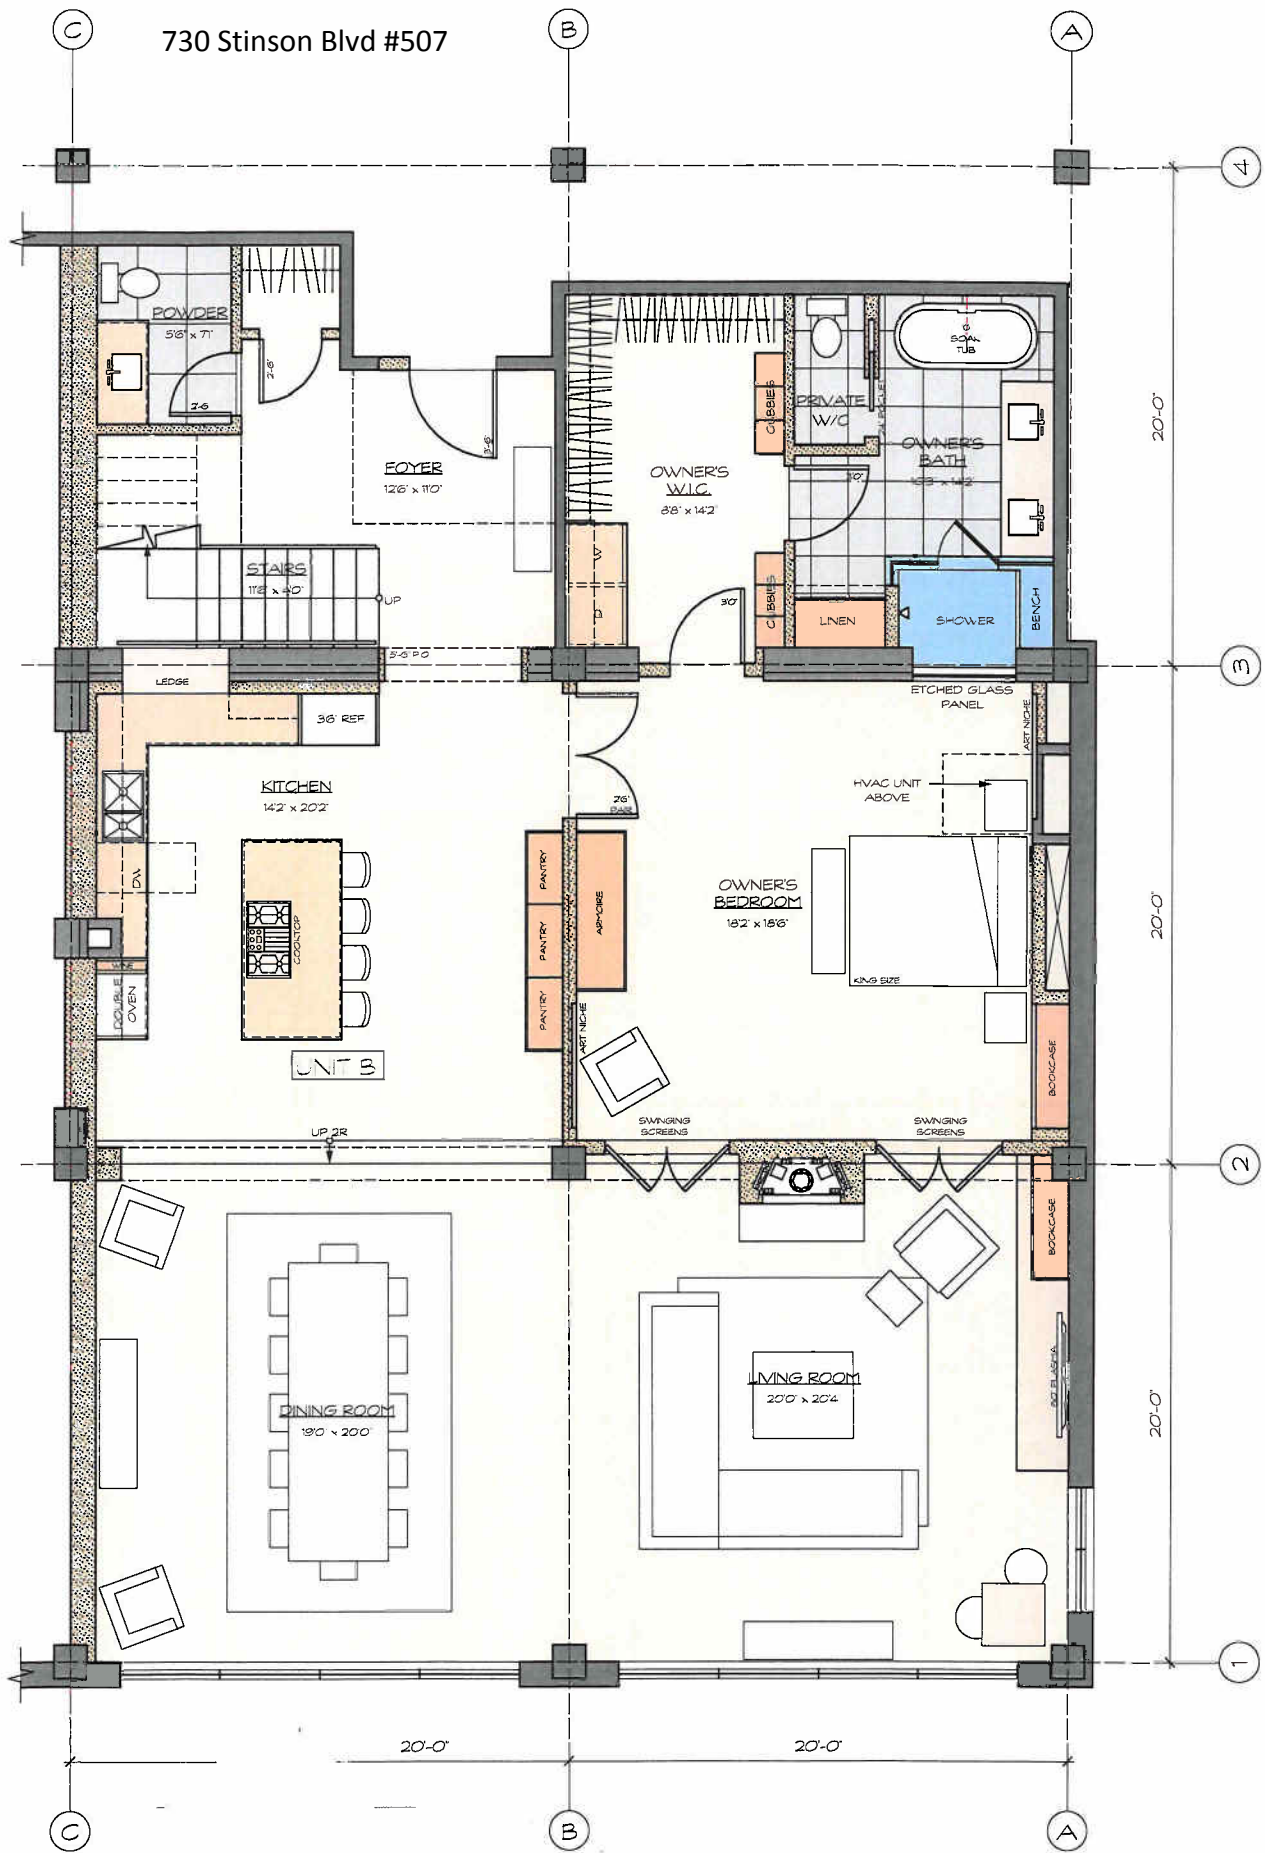 730 Stinson Blvd #507
C
B
A
4
POWDER
5'6" x 7'1"
2'-6"
2'-6
3'-6"
FOYER
12'6" x 11'0"
STAIRS
11'8" x 4'0"
UP
OWNER'S
W.I.C.
8'8" x 14'2"
CUBBIES
CUBBIES
W
D
3'0"
PRIVATE
W/C
SOAK
TUB
OWNER'S
BATH
LINEN
SHOWER
BENCH
20'-0"
3
5'-6" P.O
LEDGE
36" REF
KITCHEN
14'2" x 20'2"
DW
WINE
DOUBLE
OVEN
COOKTOP
PANTRY
PANTRY
PANTRY
UNIT B
UP 2R
2'6"
PAIR
ARMOIRE
ART NICHE
ETCHED GLASS
PANEL
ART NICHE
HVAC UNIT
ABOVE
OWNER'S
BEDROOM
18'2" x 18'6"
KING SIZE
BOOKCASE
SWINGING
SCREENS
SWINGING
SCREENS
20'-0"
2
BOOKCASE
DINING ROOM
19'0" x 20'0"
LIVING ROOM
20'0" x 20'4
20'-0"
1
20'-0"
20'-0"
C
B
A